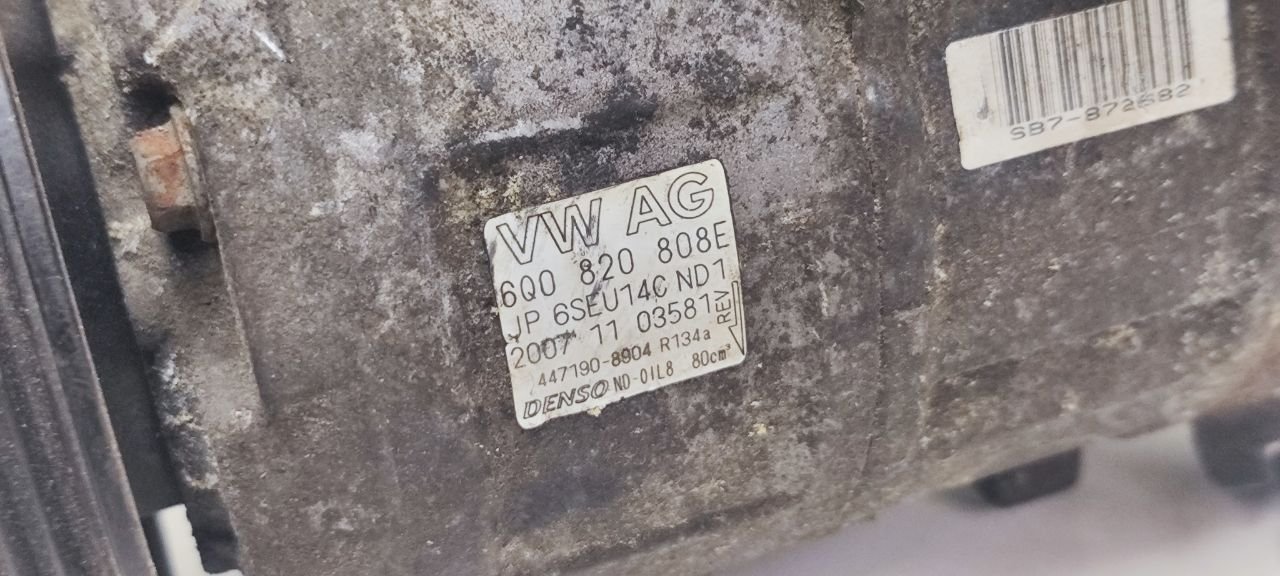 VW AG
6Q0 820 808E
JP 6SEU14C ND1
2007 11 03581
REV
447190-8904 R134a
DENSO ND-OIL8 80cm³
SB7-872682